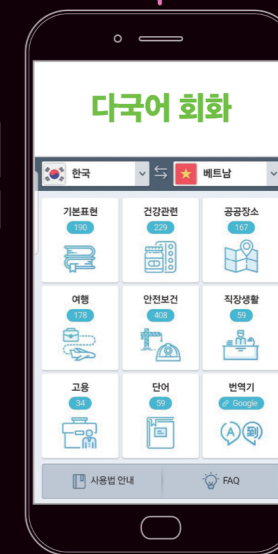 다국어 회화
한국 베트남
기본표현 건강관련 공공장소
190 229 167
여행 안전보건 직장생활
178 408 59
고용 단어 번역기
34 59 Google
A 훨
사용법 안내 FAQ